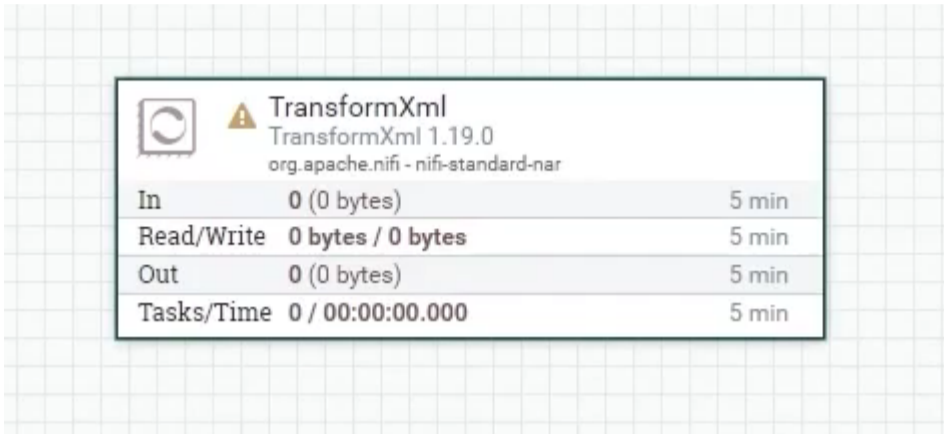 TransformXml
TransformXml 1.19.0
org.apache.nifi - nifi-standard-nar
In 0 (0 bytes) 5 min
Read/Write 0 bytes / 0 bytes 5 min
Out 0 (0 bytes) 5 min
Tasks/Time 0 / 00:00:00.000 5 min